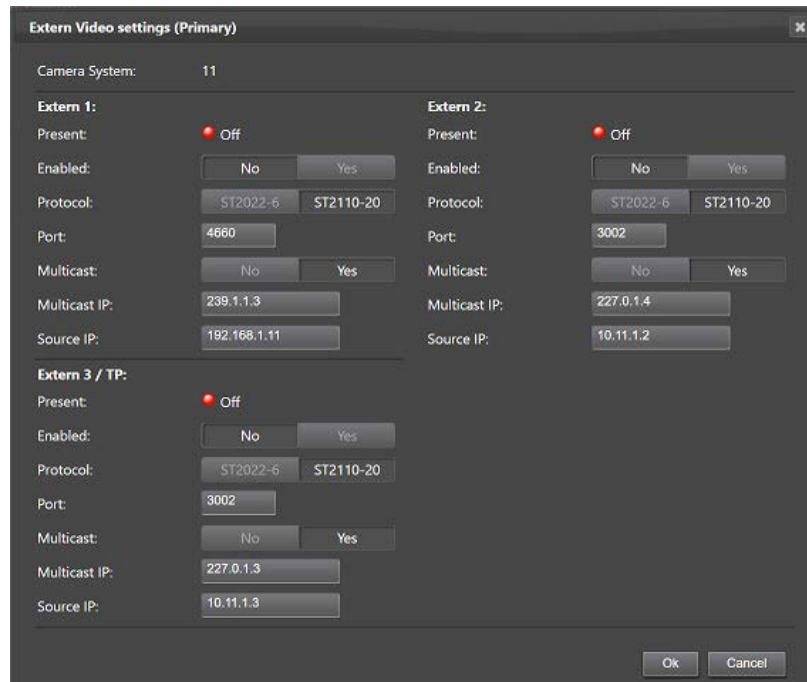 Extern Video settings (Primary)
Camera System: 11
Extern 1:
Present: Off
Enabled: No Yes
Protocol: ST2022-6 ST2110-20
Port: 4660
Multicast: No Yes
Multicast IP: 239.1.1.3
Source IP: 192.168.1.11
Extern 2:
Present: Off
Enabled: No Yes
Protocol: ST2022-6 ST2110-20
Port: 3002
Multicast: No Yes
Multicast IP: 227.0.1.4
Source IP: 10.11.1.2
Extern 3 / TP:
Present: Off
Enabled: No Yes
Protocol: ST2022-6 ST2110-20
Port: 3002
Multicast: No Yes
Multicast IP: 227.0.1.3
Source IP: 10.11.1.3
Ok Cancel